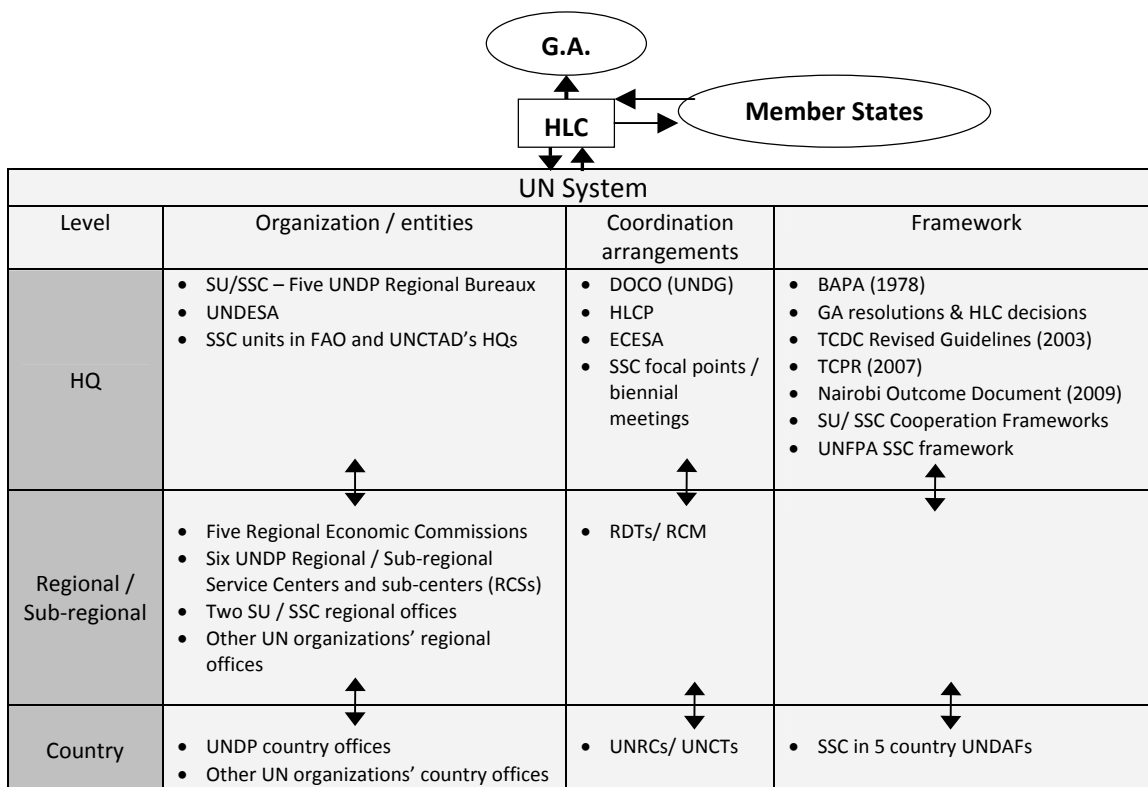 G.A.
HLC
Member States
UN System
Level
Organization / entities
Coordination
arrangements
Framework
HQ
• SU/SSC – Five UNDP Regional Bureaux
• UNDESA
• SSC units in FAO and UNCTAD’s HQs
• DOCO (UNDG)
• HLCP
• ECESA
• SSC focal points /
biennial
meetings
• BAPA (1978)
• GA resolutions & HLC decisions
• TCDC Revised Guidelines (2003)
• TCPR (2007)
• Nairobi Outcome Document (2009)
• SU/ SSC Cooperation Frameworks
• UNFPA SSC framework
Regional /
Sub-regional
• Five Regional Economic Commissions
• Six UNDP Regional / Sub-regional
Service Centers and sub-centers (RCSs)
• Two SU / SSC regional offices
• Other UN organizations’ regional
offices
• RDTs/ RCM
Country
• UNDP country offices
• Other UN organizations’ country offices
• UNRCs/ UNCTs
• SSC in 5 country UNDAFs